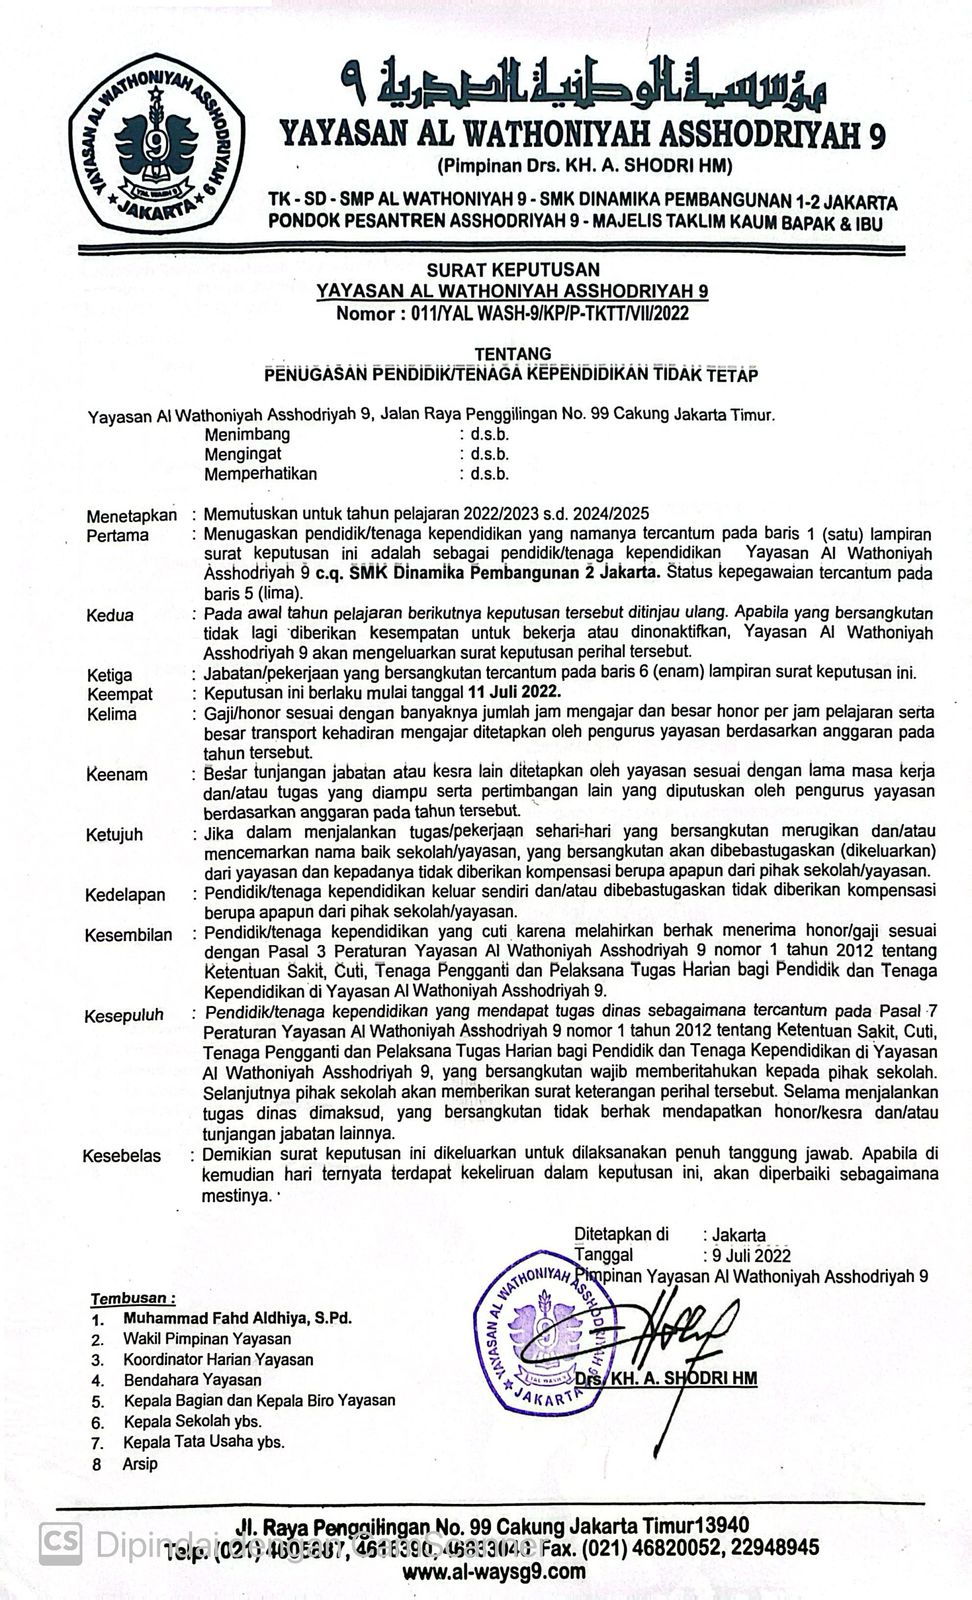 YAYASAN AL WATHONIYAH ASSHODRIYAH 9
9
YAL WASH 9
JAKARTA
مؤسسة الوطنية الصدرية ٩
YAYASAN AL WATHONIYAH ASSHODRIYAH 9
(Pimpinan Drs. KH. A. SHODRI HM)
TK - SD - SMP AL WATHONIYAH 9 - SMK DINAMIKA PEMBANGUNAN 1-2 JAKARTA
PONDOK PESANTREN ASSHODRIYAH 9 - MAJELIS TAKLIM KAUM BAPAK & IBU
SURAT KEPUTUSAN
YAYASAN AL WATHONIYAH ASSHODRIYAH 9
Nomor : 011/YAL WASH-9/KP/P-TKTT/VII/2022
TENTANG
PENUGASAN PENDIDIK/TENAGA KEPENDIDIKAN TIDAK TETAP
Yayasan Al Wathoniyah Asshodriyah 9, Jalan Raya Penggilingan No. 99 Cakung Jakarta Timur.
Menimbang : d.s.b.
Mengingat : d.s.b.
Memperhatikan : d.s.b.
Menetapkan : Memutuskan untuk tahun pelajaran 2022/2023 s.d. 2024/2025
Pertama : Menugaskan pendidik/tenaga kependidikan yang namanya tercantum pada baris 1 (satu) lampiran
surat keputusan ini adalah sebagai pendidik/tenaga kependidikan Yayasan Al Wathoniyah
Asshodriyah 9 c.q. SMK Dinamika Pembangunan 2 Jakarta. Status kepegawaian tercantum pada
baris 5 (lima).
Kedua : Pada awal tahun pelajaran berikutnya keputusan tersebut ditinjau ulang. Apabila yang bersangkutan
tidak lagi diberikan kesempatan untuk bekerja atau dinonaktifkan, Yayasan Al Wathoniyah
Asshodriyah 9 akan mengeluarkan surat keputusan perihal tersebut.
Ketiga : Jabatan/pekerjaan yang bersangkutan tercantum pada baris 6 (enam) lampiran surat keputusan ini.
Keempat : Keputusan ini berlaku mulai tanggal 11 Juli 2022.
Kelima : Gaji/honor sesuai dengan banyaknya jumlah jam mengajar dan besar honor per jam pelajaran serta
besar transport kehadiran mengajar ditetapkan oleh pengurus yayasan berdasarkan anggaran pada
tahun tersebut.
Keenam : Besar tunjangan jabatan atau kesra lain ditetapkan oleh yayasan sesuai dengan lama masa kerja
dan/atau tugas yang diampu serta pertimbangan lain yang diputuskan oleh pengurus yayasan
berdasarkan anggaran pada tahun tersebut.
Ketujuh : Jika dalam menjalankan tugas/pekerjaan sehari-hari yang bersangkutan merugikan dan/atau
mencemarkan nama baik sekolah/yayasan, yang bersangkutan akan dibebastugaskan (dikeluarkan)
dari yayasan dan kepadanya tidak diberikan kompensasi berupa apapun dari pihak sekolah/yayasan.
Kedelapan : Pendidik/tenaga kependidikan keluar sendiri dan/atau dibebastugaskan tidak diberikan kompensasi
berupa apapun dari pihak sekolah/yayasan.
Kesembilan : Pendidik/tenaga kependidikan yang cuti karena melahirkan berhak menerima honor/gaji sesuai
dengan Pasal 3 Peraturan Yayasan Al Wathoniyah Asshodriyah 9 nomor 1 tahun 2012 tentang
Ketentuan Sakit, Cuti, Tenaga Pengganti dan Pelaksana Tugas Harian bagi Pendidik dan Tenaga
Kependidikan di Yayasan Al Wathoniyah Asshodriyah 9.
Kesepuluh : Pendidik/tenaga kependidikan yang mendapat tugas dinas sebagaimana tercantum pada Pasal 7
Peraturan Yayasan Al Wathoniyah Asshodriyah 9 nomor 1 tahun 2012 tentang Ketentuan Sakit, Cuti,
Tenaga Pengganti dan Pelaksana Tugas Harian bagi Pendidik dan Tenaga Kependidikan di Yayasan
Al Wathoniyah Asshodriyah 9, yang bersangkutan wajib memberitahukan kepada pihak sekolah.
Selanjutnya pihak sekolah akan memberikan surat keterangan perihal tersebut. Selama menjalankan
tugas dinas dimaksud, yang bersangkutan tidak berhak mendapatkan honor/kesra dan/atau
tunjangan jabatan lainnya.
Kesebelas : Demikian surat keputusan ini dikeluarkan untuk dilaksanakan penuh tanggung jawab. Apabila di
kemudian hari ternyata terdapat kekeliruan dalam keputusan ini, akan diperbaiki sebagaimana
mestinya.
Ditetapkan di : Jakarta
Tanggal : 9 Juli 2022
Pimpinan Yayasan Al Wathoniyah Asshodriyah 9
YAYASAN AL WATHONIYAH ASSHODRIYAH 9
9
YAL WASH 9
JAKARTA
Drs. KH. A. SHODRI HM
Tembusan :
1. Muhammad Fahd Aldhiya, S.Pd.
2. Wakil Pimpinan Yayasan
3. Koordinator Harian Yayasan
4. Bendahara Yayasan
5. Kepala Bagian dan Kepala Biro Yayasan
6. Kepala Sekolah ybs.
7. Kepala Tata Usaha ybs.
8 Arsip
Jl. Raya Penggilingan No. 99 Cakung Jakarta Timur13940
Telp. (021) Fax. (021) 46820052, 22948945
www.al-waysg9.com
CS Dipindai dengan CamScanner